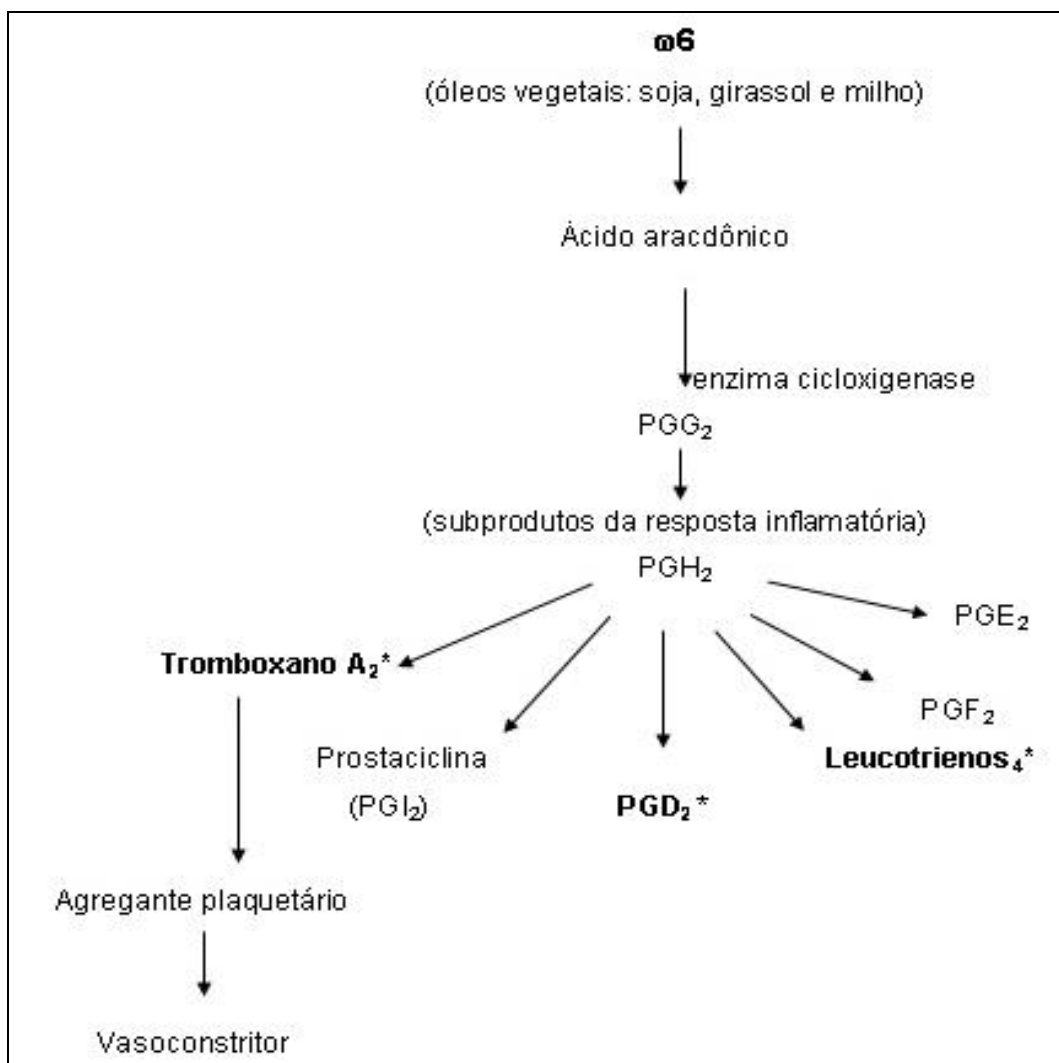 ω6
(óleos vegetais: soja, girassol e milho)
Ácido aracdônico
enzima cicloxigenase
PGG₂
(subprodutos da resposta inflamatória)
PGH₂
PGE₂
Tromboxano A₂*
PGF₂
Prostaciclina
Leucotrienos₄*
(PGI₂)
PGD₂*
Agregante plaquetário
Vasoconstritor